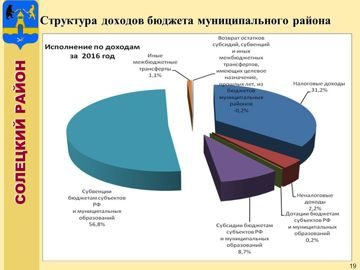 Структура доходов бюджета муниципального района
СОЛЕЦКИЙ РАЙОН
Исполнение по доходам
за 2016 год
Иные
межбюджетные
трансферты
1,1%
Возврат остатков
субсидий, субвенций
и иных
межбюджетных
трансфертов,
имеющих целевое
назначение,
прошлых лет, из
бюджетов
муниципальных
районов
-0,2%
Налоговые доходы
31,2%
Неналоговые
доходы
2,2%
Дотации бюджетам
субъектов РФ
и муниципальных
образований
0,2%
Субсидии бюджетам
субъектов РФ и
муниципальных
образований
8,7%
Субвенции
бюджетам субъектов
РФ
и муниципальных
образований
56,8%
19